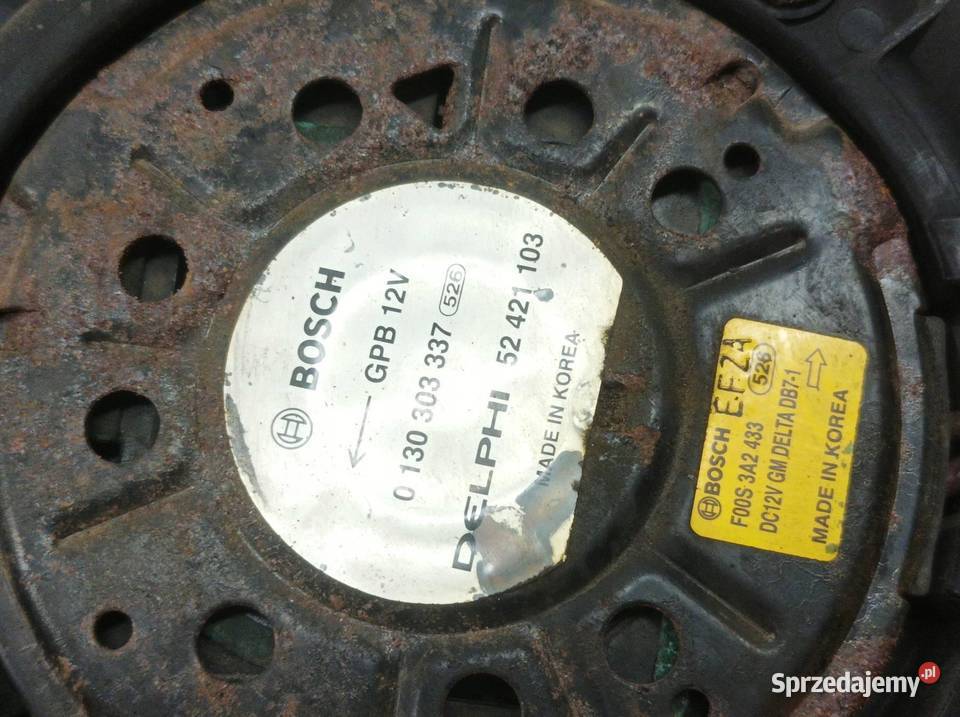 BOSCH
GPB 12V
0 130 303 337 526
DELPHI 52 421 103
MADE IN KOREA
BOSCH EFZA
F00S 3A2 433 526
DC12V GM DELTA DB7-1
MADE IN KOREA
Sprzedajemy.pl